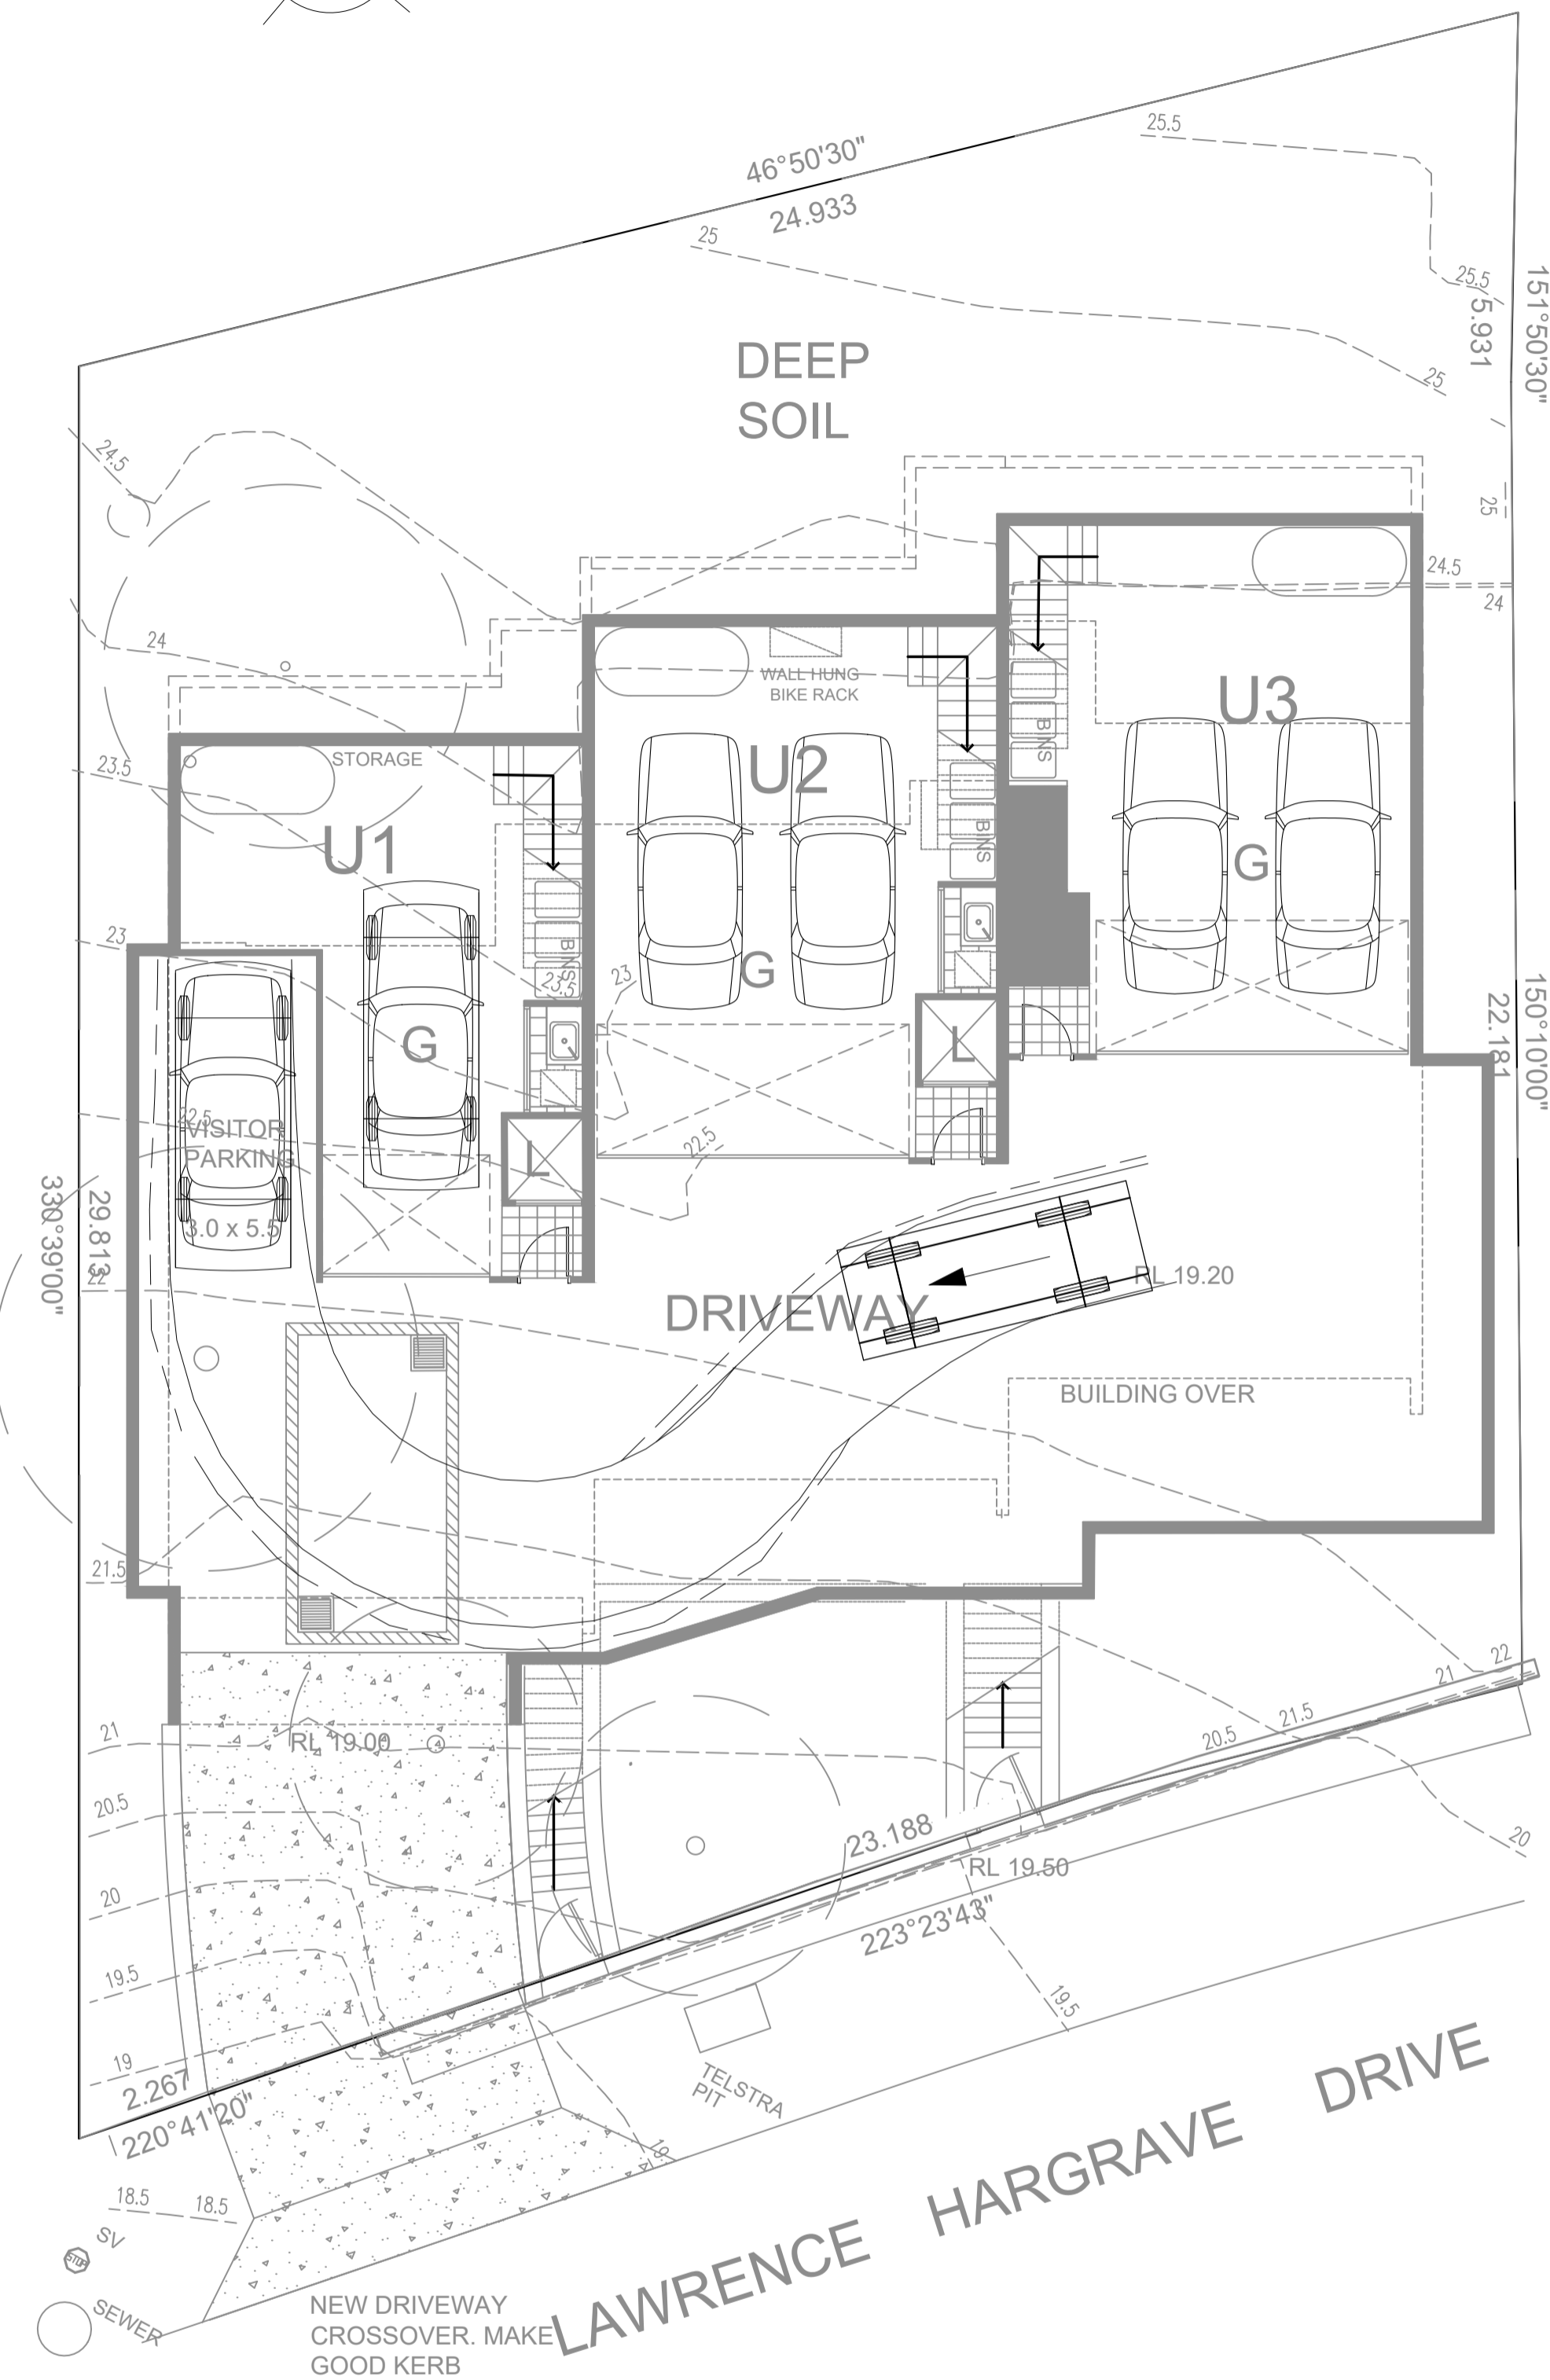 46°50'30"
24.933
25.5
25
25.5
5.931
151°50'30"
DEEP
SOIL
25
24.5
25
24.5
24
24
WALL HUNG
BIKE RACK
U3
BINS
STORAGE
23.5
U2
BINS
U1
G
23
BINS
23.5
23
G
G
L
22.181
150°10'00"
22.5
VISITOR
PARKING
L
22.5
3.0 x 5.5
29.813
330°39'00"
22
DRIVEWAY
RL 19.20
BUILDING OVER
21.5
21
RL 19.00
22
21
21.5
20.5
20.5
23.188
20
RL 19.50
20
223°23'43"
19.5
19.5
19
2.267
220°41'20"
TELSTRA
PIT
19
18.5
18.5
SV
STOP
SEWER
LAWRENCE HARGRAVE DRIVE
NEW DRIVEWAY
CROSSOVER. MAKE
GOOD KERB